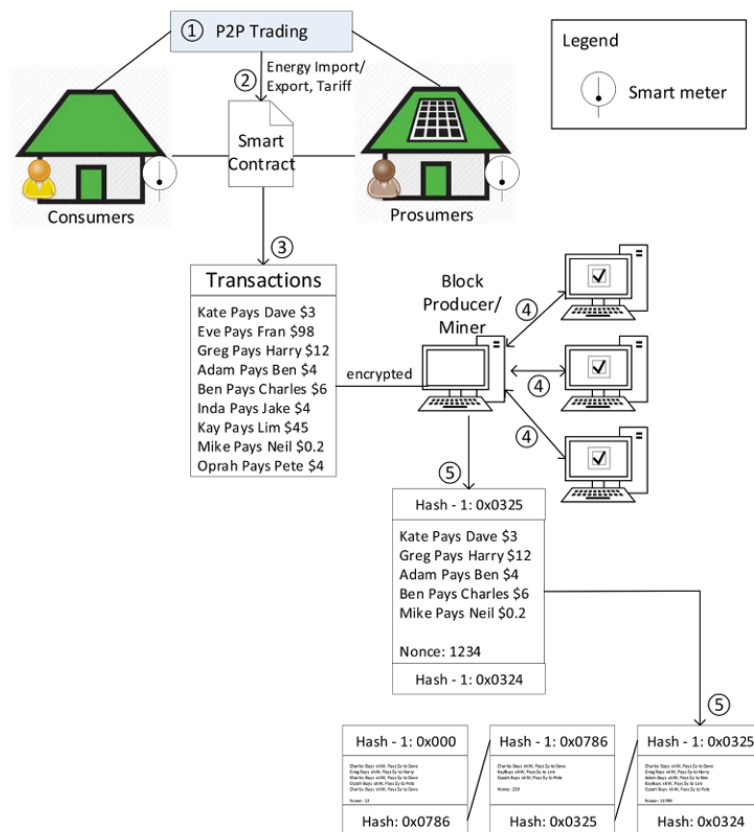 ① P2P Trading
② Energy Import/
Export, Tariff
Smart
Contract
Consumers
Prosumers
Legend
Smart meter
③
Transactions
Kate Pays Dave $3
Eve Pays Fran $98
Greg Pays Harry $12
Adam Pays Ben $4
Ben Pays Charles $6
Inda Pays Jake $4
Kay Pays Lim $45
Mike Pays Neil $0.2
Oprah Pays Pete $4
encrypted
Block
Producer/
Miner
④
④
④
⑤
Hash - 1: 0x0325
Kate Pays Dave $3
Greg Pays Harry $12
Adam Pays Ben $4
Ben Pays Charles $6
Mike Pays Neil $0.2
Nonce: 1234
Hash - 1: 0x0324
⑤
Hash - 1: 0x000
Hash: 0x0786
Hash - 1: 0x0786
Hash: 0x0325
Hash - 1: 0x0325
Hash: 0x0324